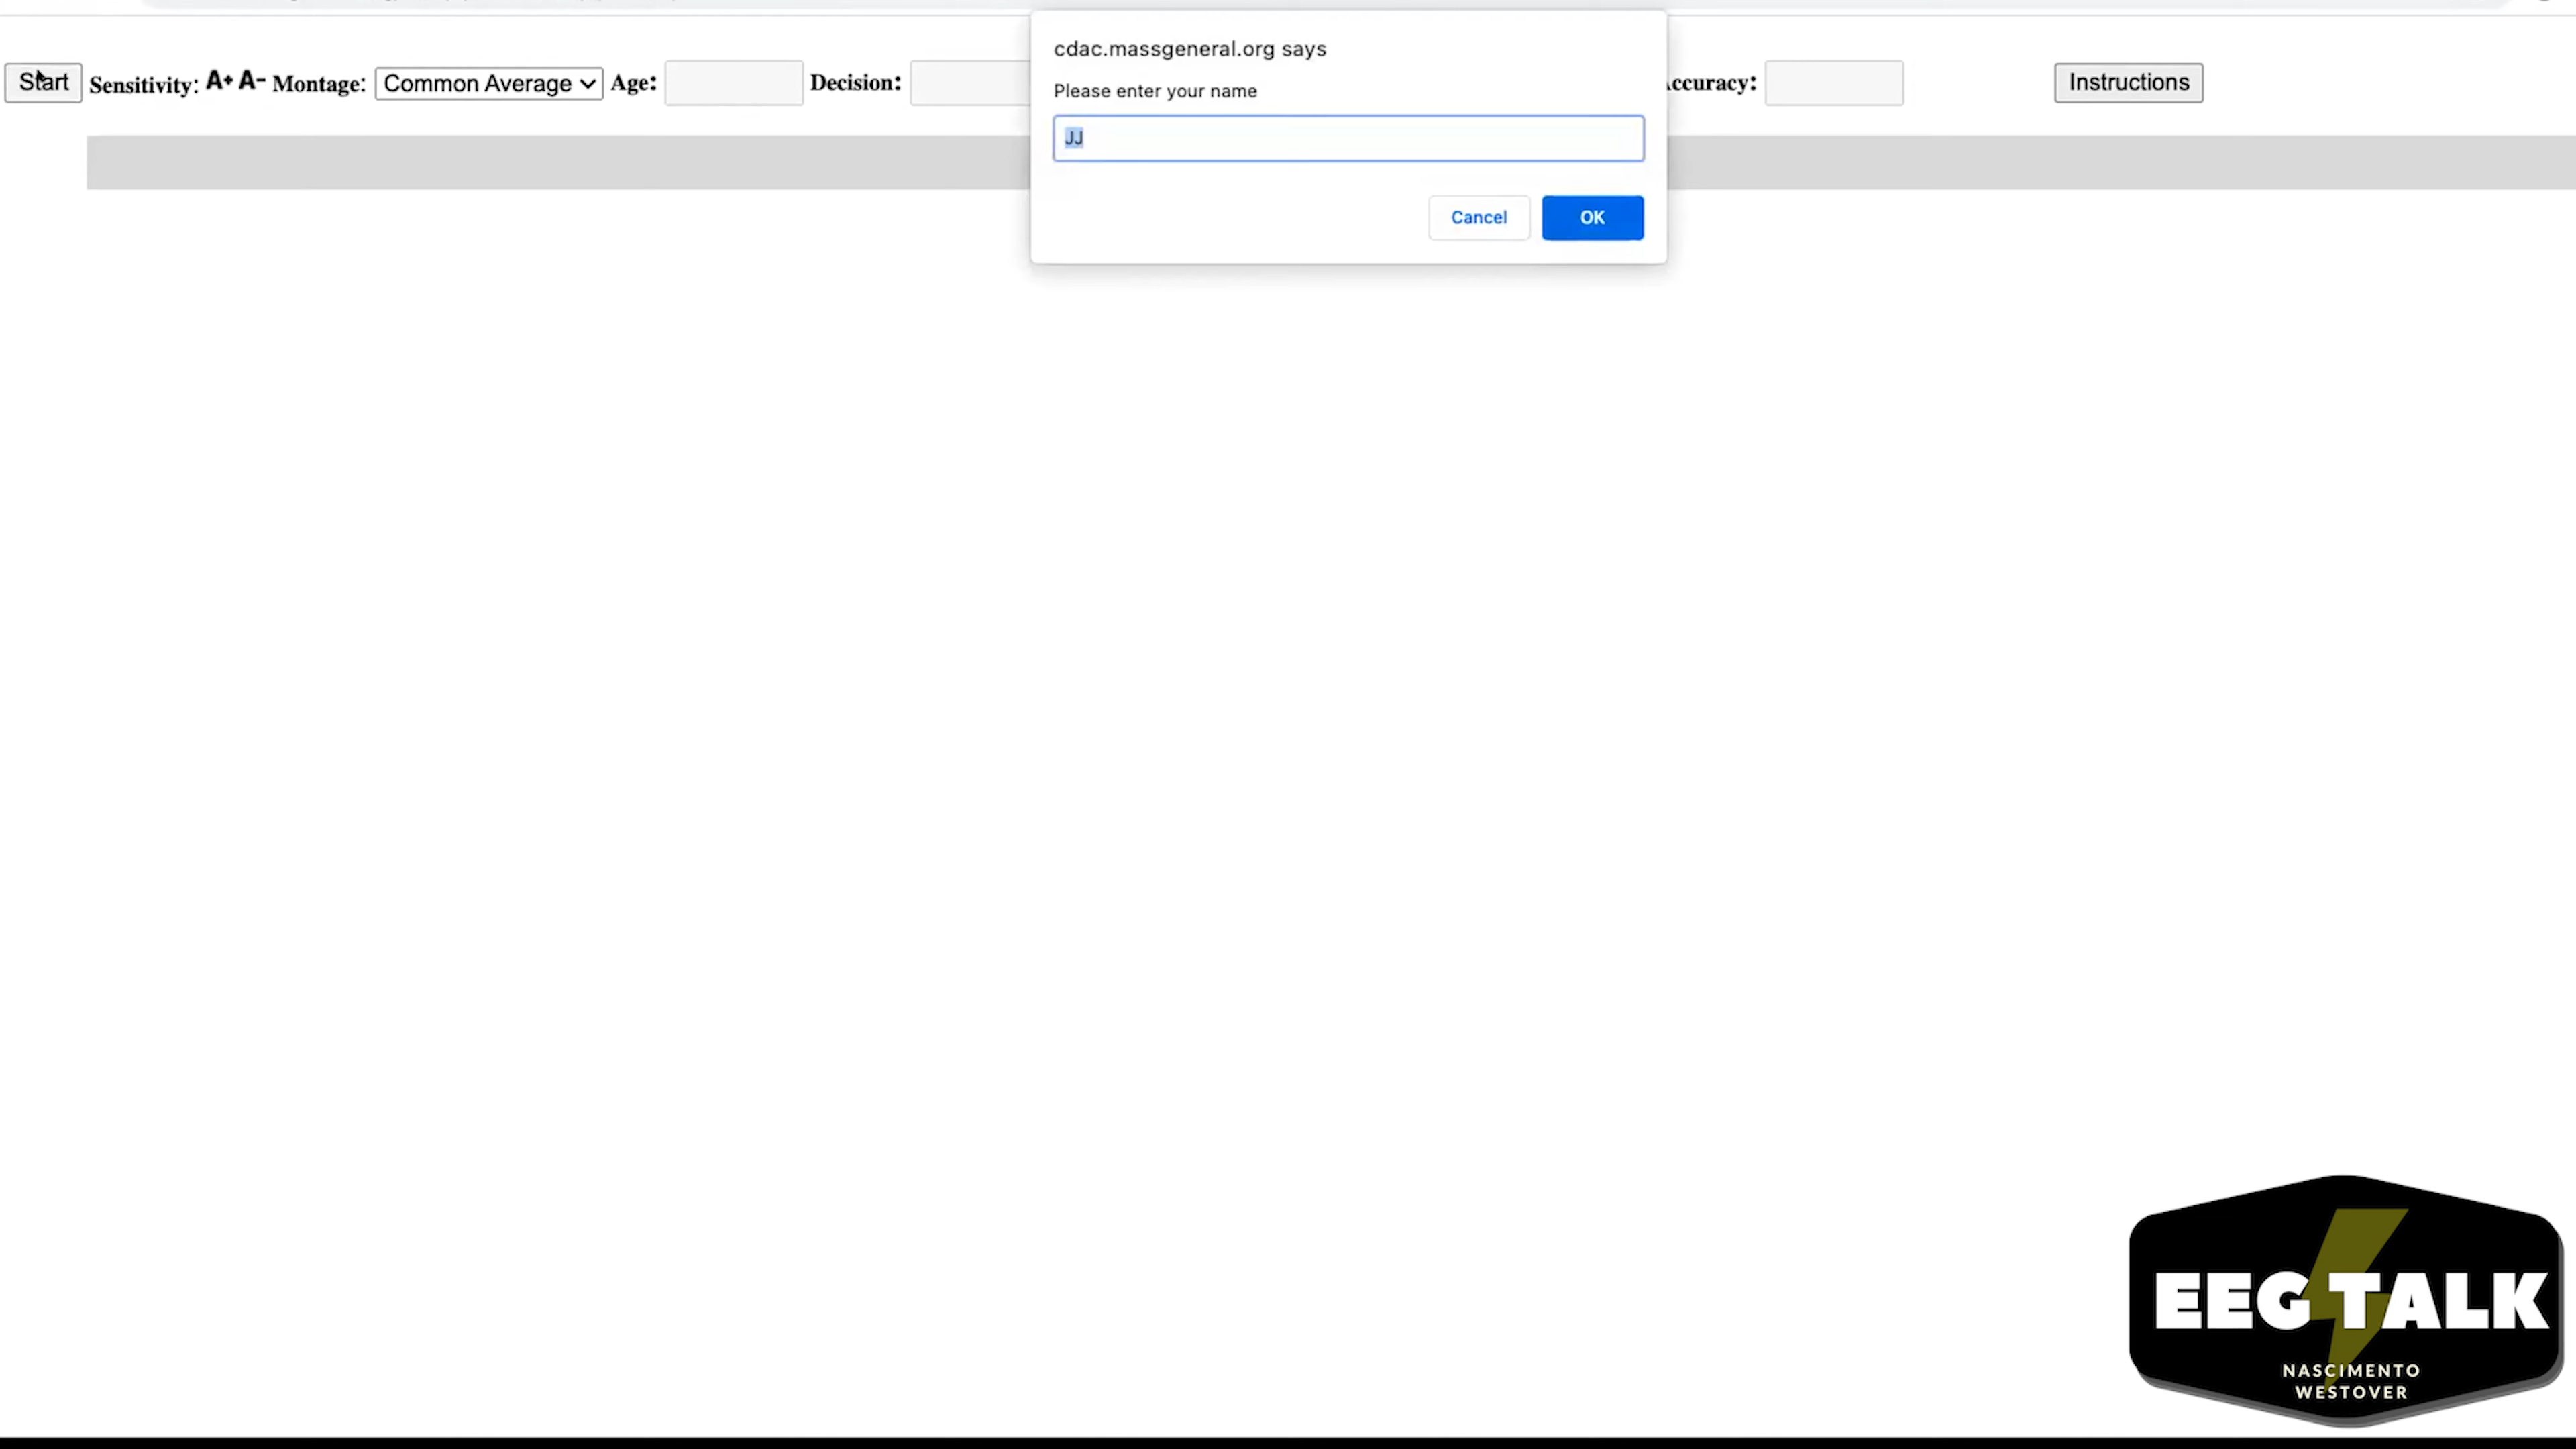 cdac.massgeneral.org says
Please enter your name
JJ
Cancel OK
Start Sensitivity: A+ A- Montage: Common Average Age: Decision: ccuracy: Instructions
EEG TALK
NASCIMENTO
WESTOVER